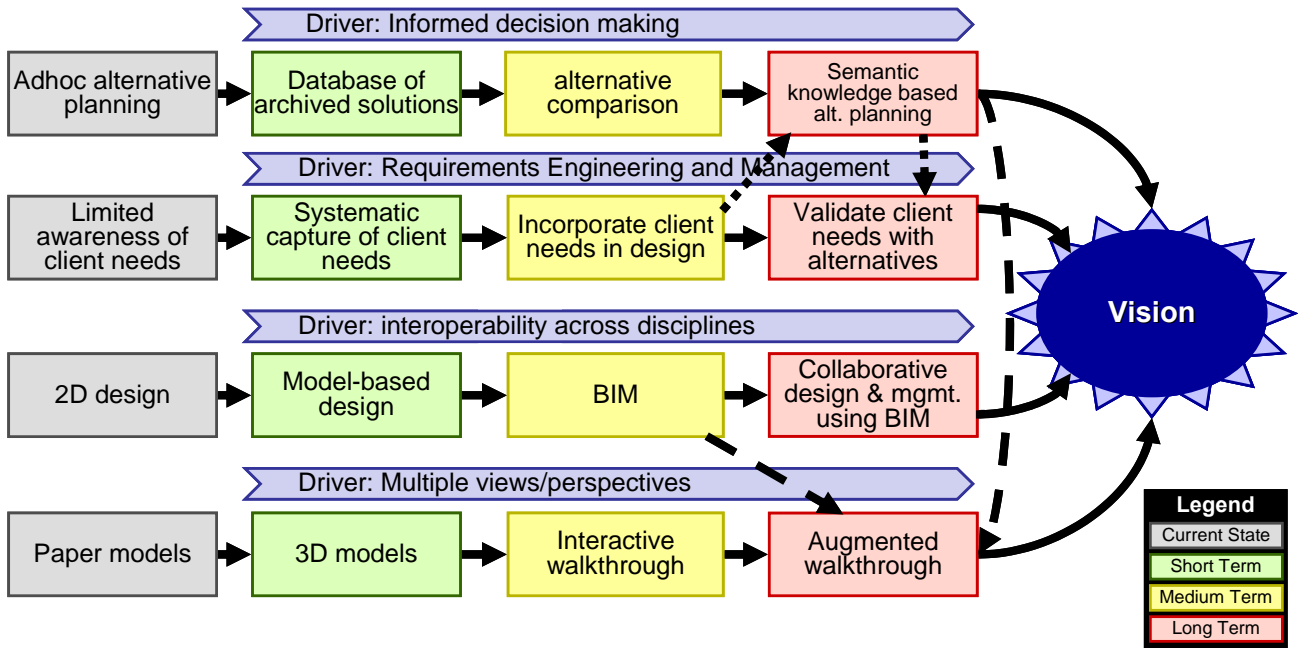 Driver: Informed decision making
Adhoc alternative
planning
Database of
archived solutions
alternative
comparison
Semantic
knowledge based
alt. planning
Driver: Requirements Engineering and Management
Limited
awareness of
client needs
Systematic
capture of client
needs
Incorporate client
needs in design
Validate client
needs with
alternatives
Vision
Driver: interoperability across disciplines
2D design
Model-based
design
BIM
Collaborative
design & mgmt.
using BIM
Driver: Multiple views/perspectives
Paper models
3D models
Interactive
walkthrough
Augmented
walkthrough
Legend
Current State
Short Term
Medium Term
Long Term